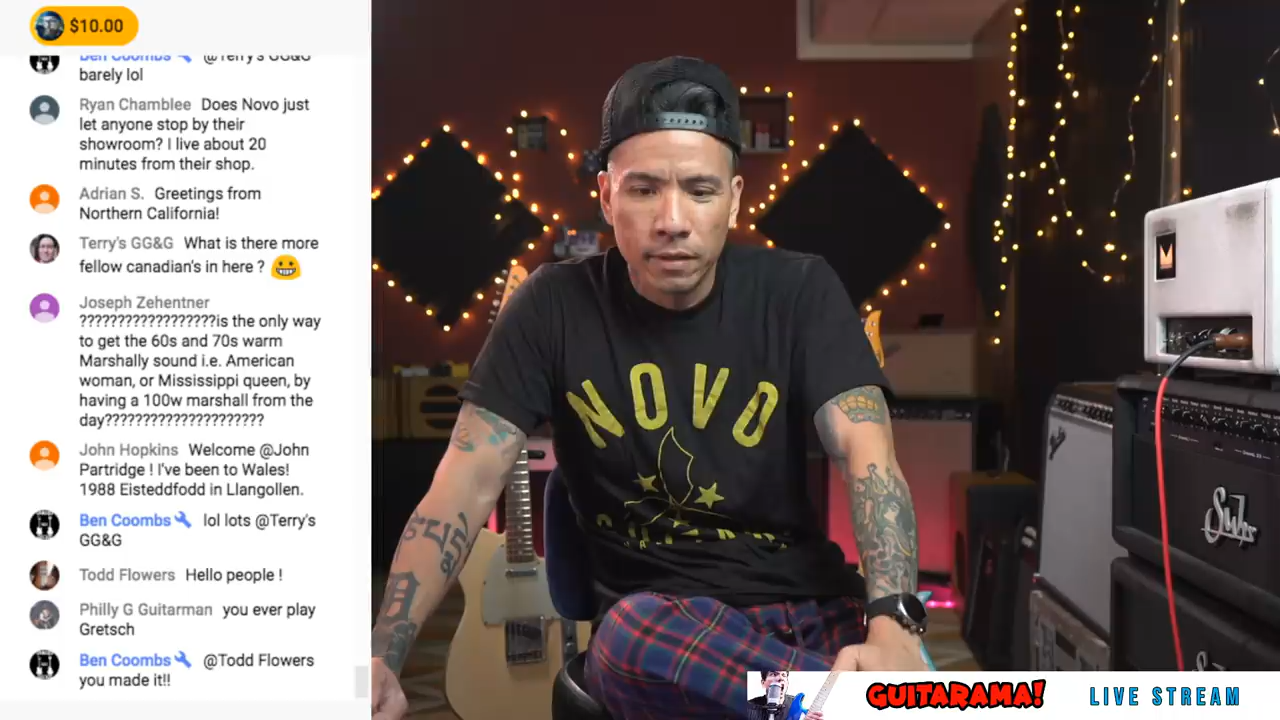 $10.00
Ben Coombs @Terry's GG&G
barely lol
Ryan Chamblee Does Novo just
let anyone stop by their
showroom? I live about 20
minutes from their shop.
Adrian S. Greetings from
Northern California!
Terry's GG&G What is there more
fellow canadian's in here ? 😀
Joseph Zehentner
??????????????????is the only way
to get the 60s and 70s warm
Marshally sound i.e. American
woman, or Mississippi queen, by
having a 100w marshall from the
day?????????????????????
John Hopkins Welcome @John
Partridge ! I've been to Wales!
1988 Eisteddfodd in Llangollen.
Ben Coombs lol lots @Terry's
GG&G
Todd Flowers Hello people !
Philly G Guitarman you ever play
Gretsch
Ben Coombs @Todd Flowers
you made it!!
NOVO
Suhr
GUITARAMA!
LIVE STREAM